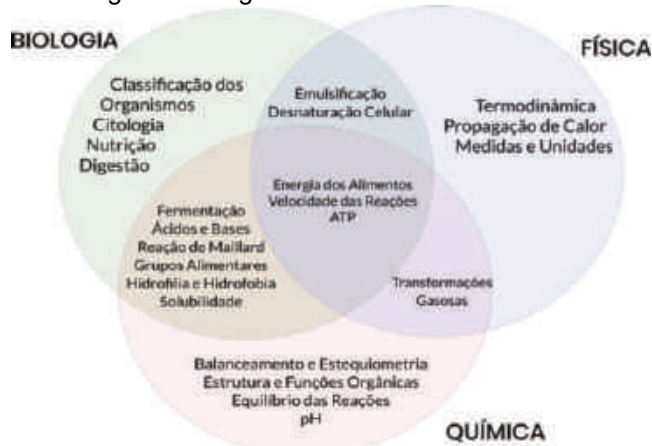 BIOLOGIA
FÍSICA
Classificação dos
Organismos
Citologia
Nutrição
Digestão
Emulsificação
Desnaturação Celular
Termodinâmica
Propagação de Calor
Medidas e Unidades
Energia dos Alimentos
Velocidade das Reações
ATP
Fermentação
Ácidos e Bases
Reação de Maillard
Grupos Alimentares
Hidrofilia e Hidrofobia
Solubilidade
Transformações
Gasosas
Balanceamento e Estequiometria
Estrutura e Funções Orgânicas
Equilíbrio das Reações
pH
QUÍMICA